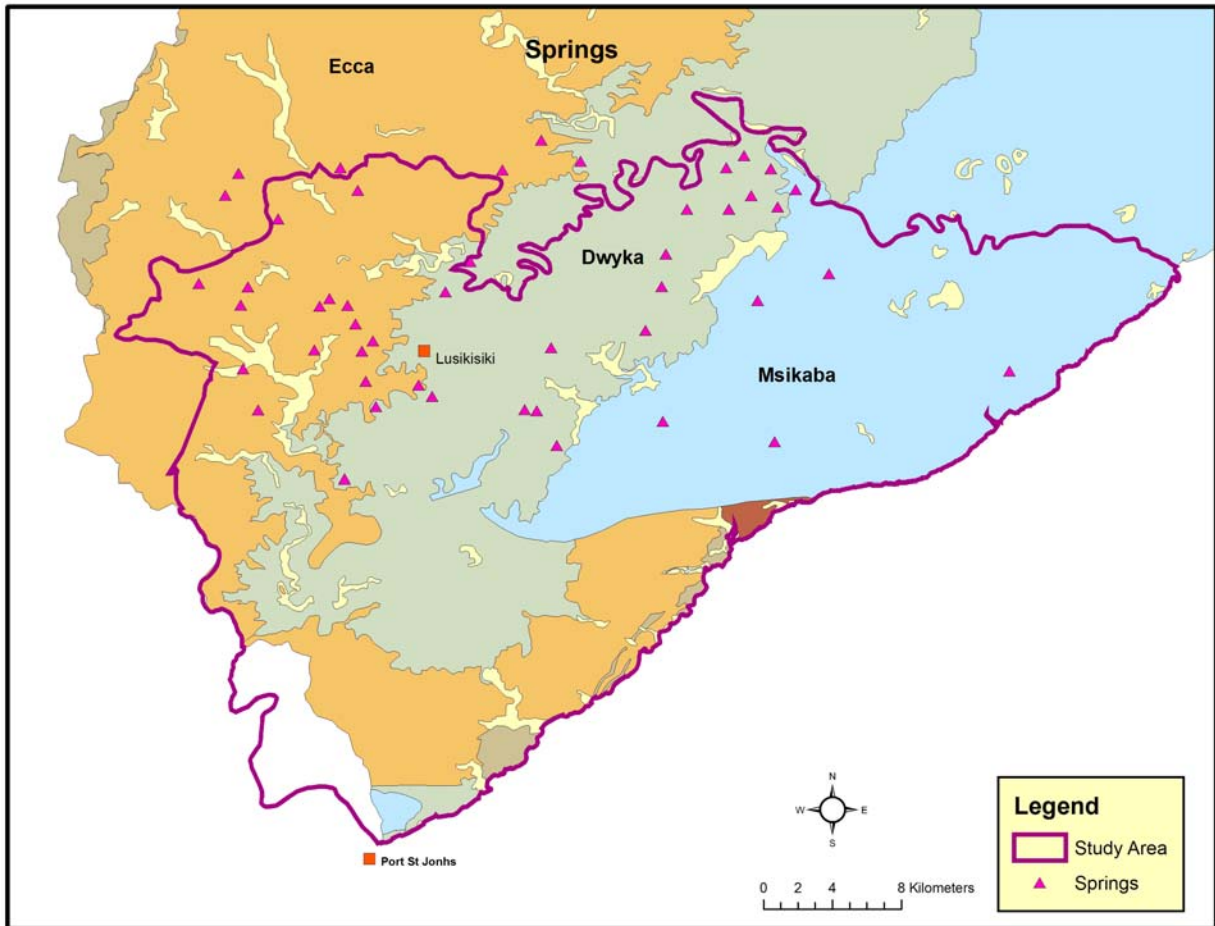 Springs
Ecca
Dwyka
Lusikisiki
Msikaba
N
W E
S
Port St Jonhs
0 2 4 8 Kilometers
Legend
Study Area
Springs